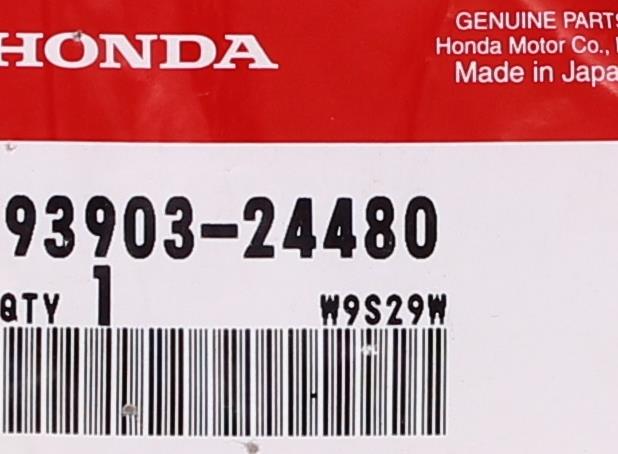 HONDA
GENUINE PARTS
Honda Motor Co.,
Made in Japa
93903-24480
QTY 1 W9S29W